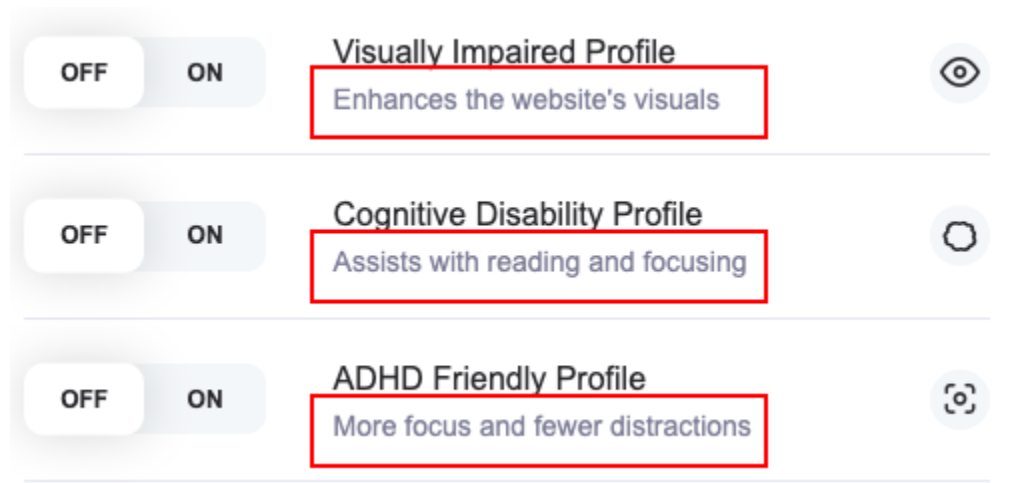 OFF ON Visually Impaired Profile
Enhances the website's visuals
OFF ON Cognitive Disability Profile
Assists with reading and focusing
OFF ON ADHD Friendly Profile
More focus and fewer distractions